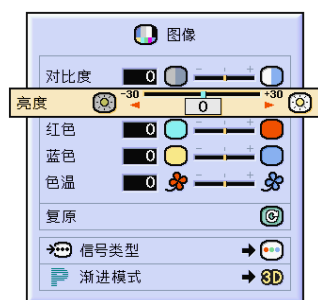 图像
对比度 0 - +
亮度 -30 0 +30
红色 0 - +
蓝色 0 - +
色温 0 - +
复原
信号类型
渐进模式 3D